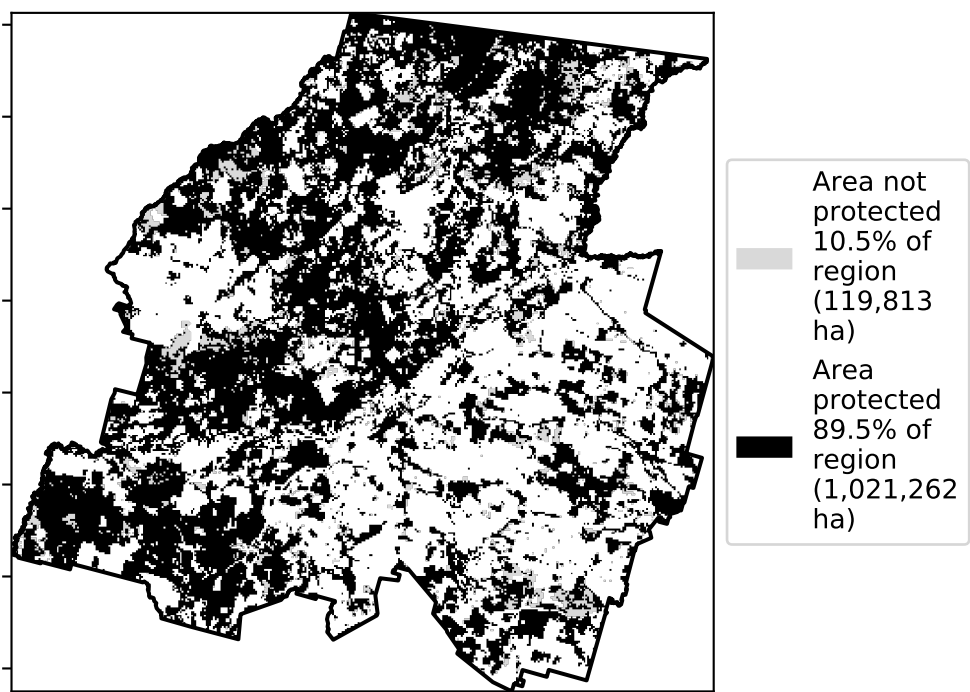 Area not
protected
10.5% of
region
(119,813
ha)
Area
protected
89.5% of
region
(1,021,262
ha)